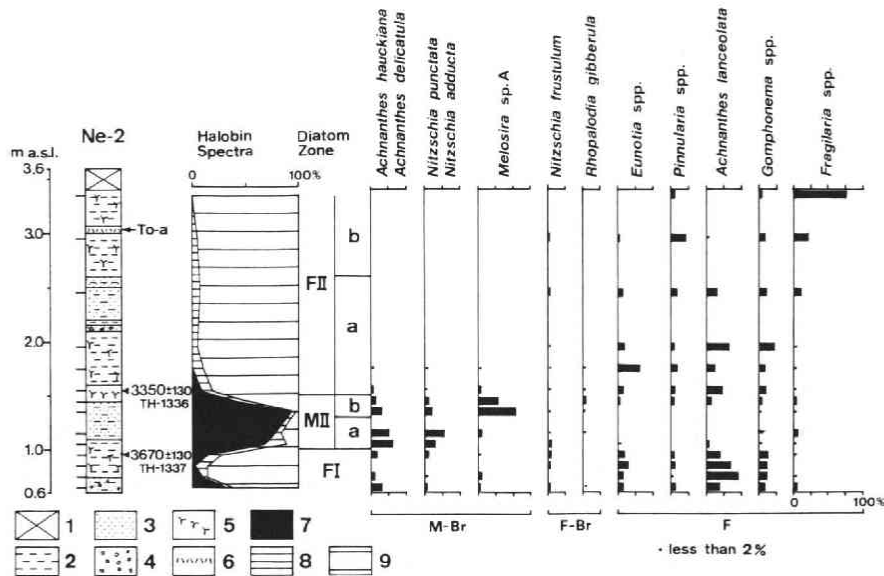 Achnanthes hauckiana
Achnanthes delicatula
Nitzschia punctata
Nitzschia adducta
Melosira sp. A
Nitzschia frustulum
Rhopalodia gibberula
Eunotia spp.
Pinnularia spp.
Achnanthes lanceolata
Gomphonema spp.
Fragilaria spp.
Ne-2
Halobin Diatom
Spectra Zone
m a.s.l.
0 100%
3.6
3.0
2.0
1.0
0.6
To-a
3350±130
TH-1336
3670±130
TH-1337
b
FII
a
b
MII
a
FI
0 100%
M-Br F-Br F
1 3 5 7
2 4 6 8 9
• less than 2%